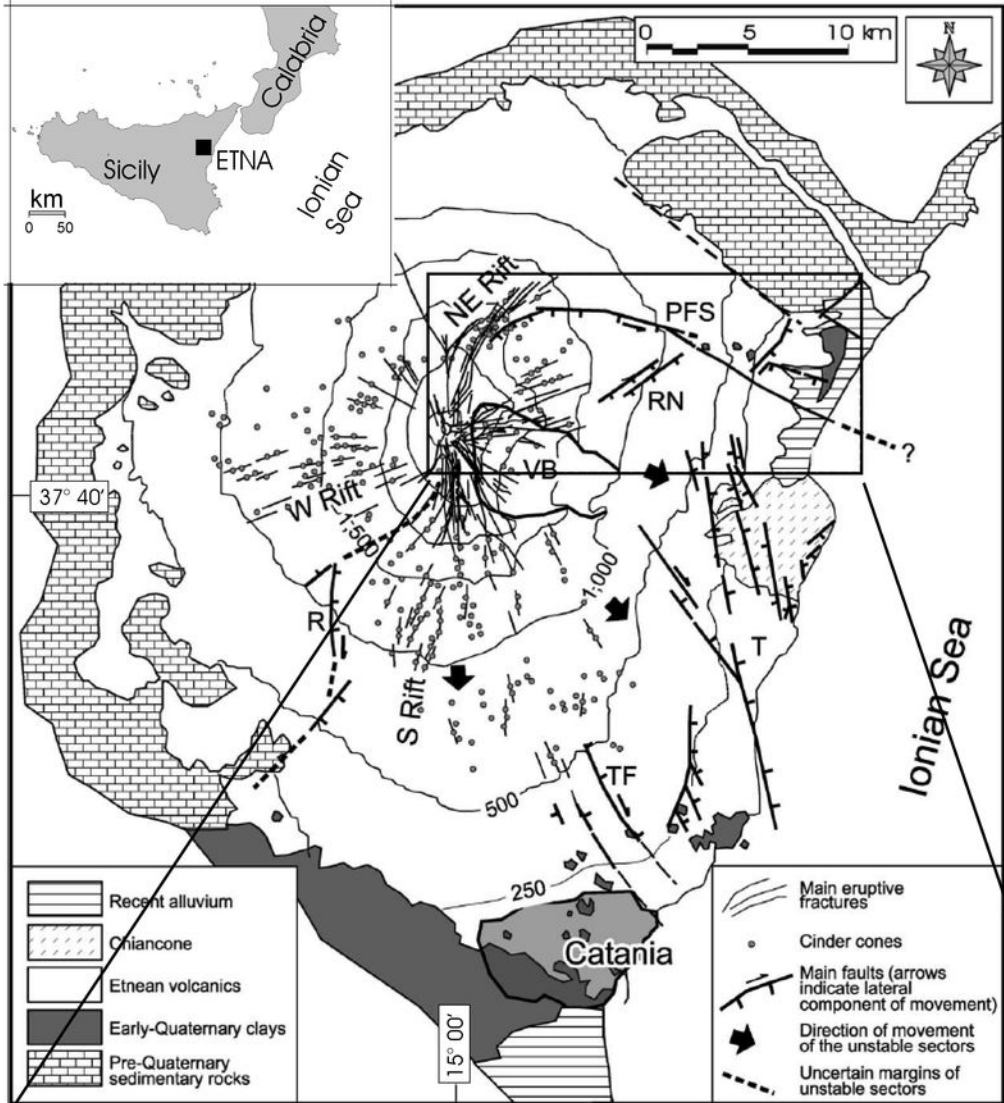 Calabria
Sicily
ETNA
Ionian
Sea
km
0 50
0 5 10 km
N
NE Rift
PFS
RN
?
VB
37° 40'
W Rift
1:500
1:000
R
T
S Rift
Ionian Sea
TF
500
250
Catania
15° 00'
Recent alluvium
Chiancone
Etnean volcanics
Early-Quaternary clays
Pre-Quaternary
sedimentary rocks
Main eruptive
fractures
Cinder cones
Main faults (arrows
indicate lateral
component of movement)
Direction of movement
of the unstable sectors
Uncertain margins of
unstable sectors